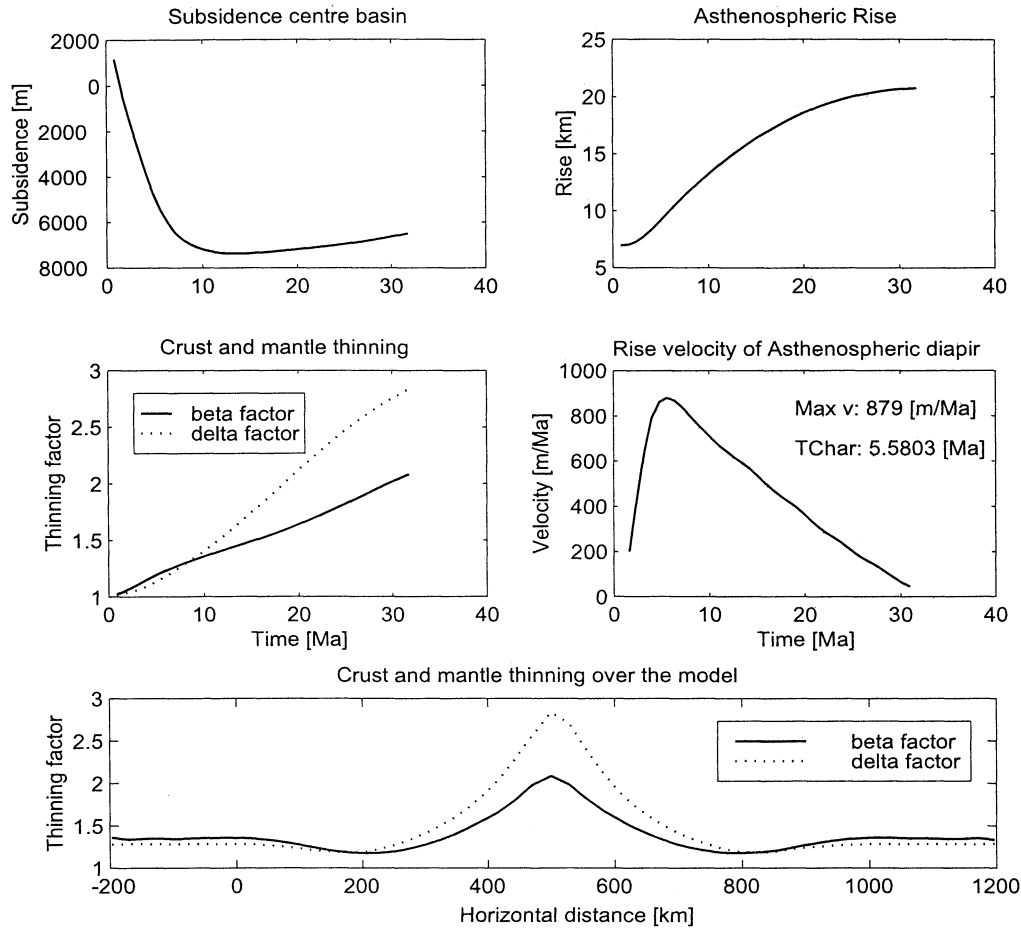 Subsidence centre basin
2000
0
2000
4000
6000
8000
Subsidence [m]
0 10 20 30 40
Asthenospheric Rise
25
20
15
10
5
Rise [km]
0 10 20 30 40
Crust and mantle thinning
3
2.5
2
1.5
1
Thinning factor
beta factor
delta factor
0 10 20 30 40
Time [Ma]
Rise velocity of Asthenospheric diapir
1000
800
600
400
200
0
Velocity [m/Ma]
Max v: 879 [m/Ma]
TChar: 5.5803 [Ma]
0 10 20 30 40
Time [Ma]
Crust and mantle thinning over the model
3
2.5
2
1.5
1
Thinning factor
beta factor
delta factor
-200 0 200 400 600 800 1000 1200
Horizontal distance [km]